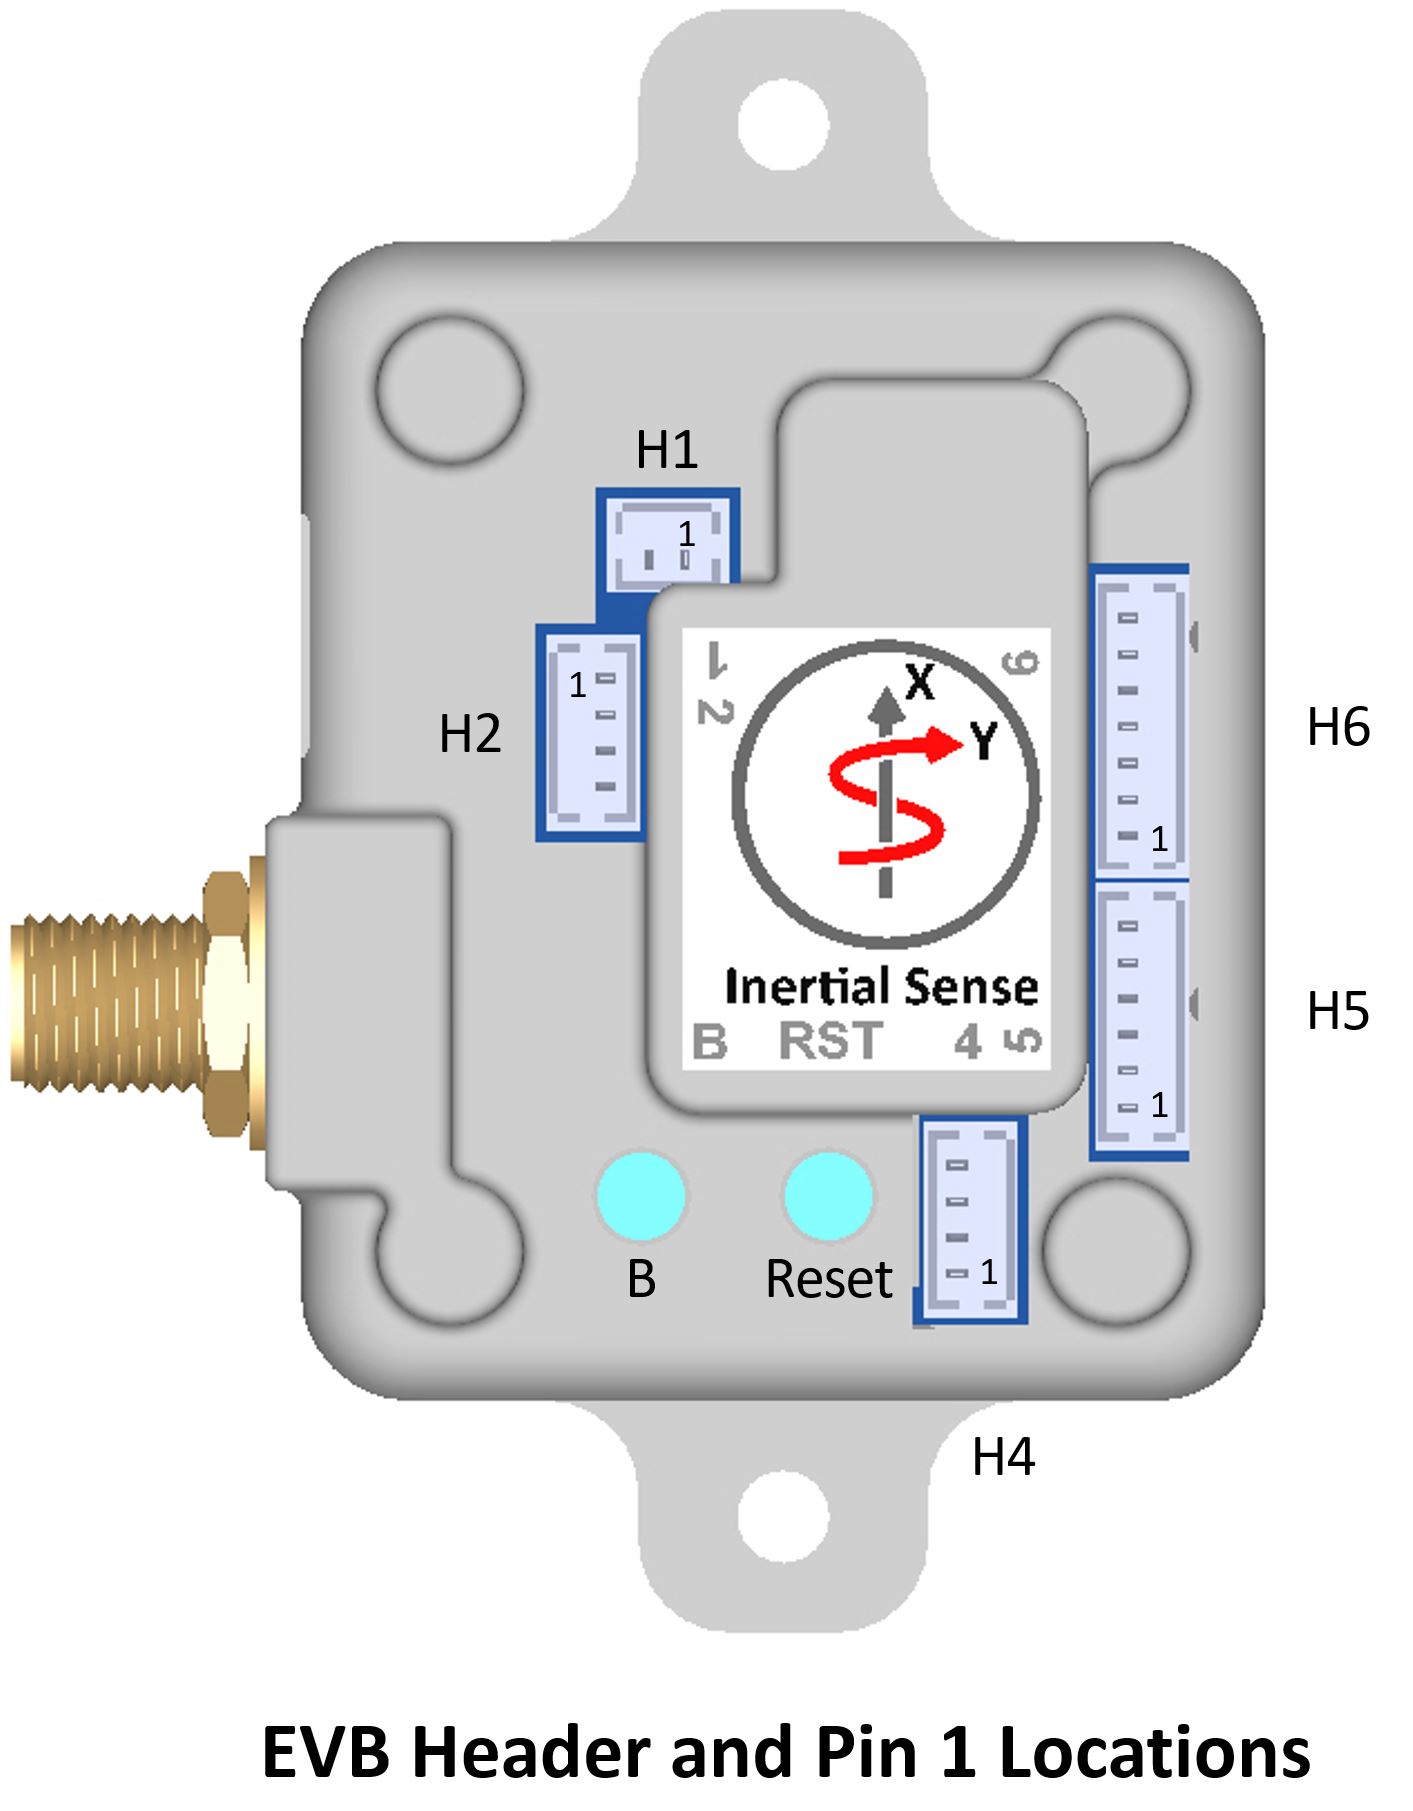 H1
1
1
H2
1
2
6
X
Y
Inertial Sense
B RST 4 5
H6
1
H5
1
1
B
Reset
H4
EVB Header and Pin 1 Locations